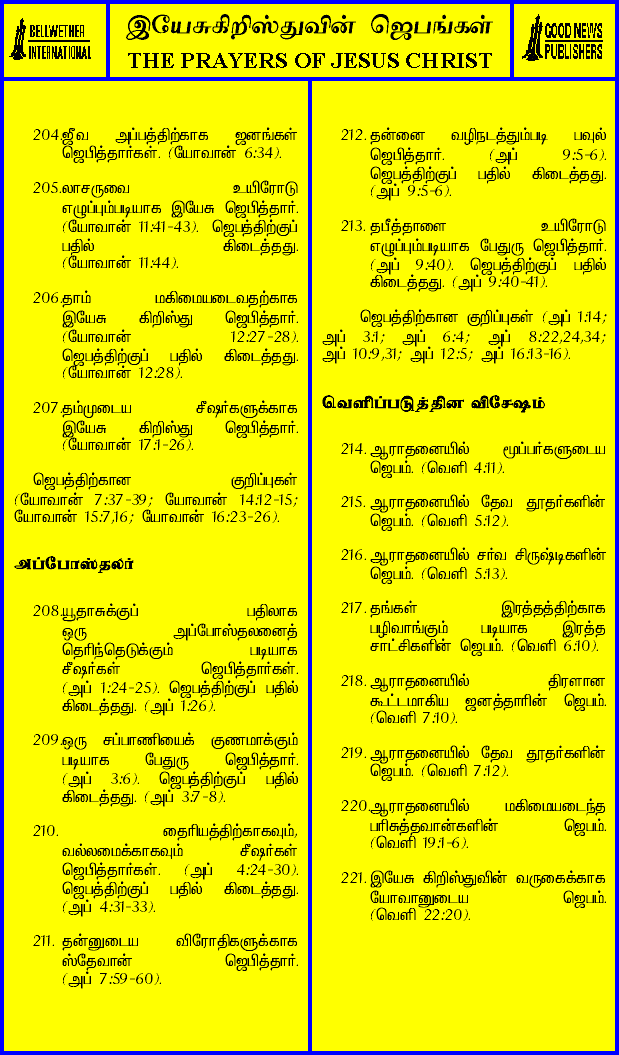 BELLWETHER
INTERNATIONAL
இயேசுகிறிஸ்துவின் ஜெபங்கள்
THE PRAYERS OF JESUS CHRIST
GOOD NEWS
PUBLISHERS
204.ஜீவ அப்பத்திற்காக ஜனங்கள்
ஜெபித்தார்கள். (யோவான் 6:34).
205.லாசருவை உயிரோடு
எழுப்பும்படியாக இயேசு ஜெபித்தார்.
(யோவான் 11:41-43). ஜெபத்திற்குப்
பதில் கிடைத்தது.
(யோவான் 11:44).
206.தாம் மகிமையடைவதற்காக
இயேசு கிறிஸ்து ஜெபித்தார்.
(யோவான் 12:27-28).
ஜெபத்திற்குப் பதில் கிடைத்தது.
(யோவான் 12:28).
207.தம்முடைய சீஷர்களுக்காக
இயேசு கிறிஸ்து ஜெபித்தார்.
(யோவான் 17:1-26).
ஜெபத்திற்கான குறிப்புகள்
(யோவான் 7:37-39; யோவான் 14:12-15;
யோவான் 15:7,16; யோவான் 16:23-26).
அப்போஸ்தலர்
208.யூதாசுக்குப் பதிலாக
ஒரு அப்போஸ்தலனைத்
தெரிந்தெடுக்கும் படியாக
சீஷர்கள் ஜெபித்தார்கள்.
(அப் 1:24-25). ஜெபத்திற்குப் பதில்
கிடைத்தது. (அப் 1:26).
209.ஒரு சப்பாணியைக் குணமாக்கும்
படியாக பேதுரு ஜெபித்தார்.
(அப் 3:6). ஜெபத்திற்குப் பதில்
கிடைத்தது. (அப் 3:7-8).
210. தைரியத்திற்காகவும்,
வல்லமைக்காகவும் சீஷர்கள்
ஜெபித்தார்கள். (அப் 4:24-30).
ஜெபத்திற்குப் பதில் கிடைத்தது.
(அப் 4:31-33).
211. தன்னுடைய விரோதிகளுக்காக
ஸ்தேவான் ஜெபித்தார்.
(அப் 7:59-60).
212. தன்னை வழிநடத்தும்படி பவுல்
ஜெபித்தார். (அப் 9:5-6).
ஜெபத்திற்குப் பதில் கிடைத்தது.
(அப் 9:5-6).
213. தபீத்தாளை உயிரோடு
எழுப்பும்படியாக பேதுரு ஜெபித்தார்.
(அப் 9:40). ஜெபத்திற்குப் பதில்
கிடைத்தது. (அப் 9:40-41).
ஜெபத்திற்கான குறிப்புகள் (அப் 1:14;
அப் 3:1; அப் 6:4; அப் 8:22,24,34;
அப் 10:9,31; அப் 12:5; அப் 16:13-16).
வெளிப்படுத்தின விசேஷம்
214. ஆராதனையில் மூப்பர்களுடைய
ஜெபம். (வெளி 4:11).
215. ஆராதனையில் தேவ தூதர்களின்
ஜெபம். (வெளி 5:12).
216. ஆராதனையில் சர்வ சிருஷ்டிகளின்
ஜெபம். (வெளி 5:13).
217. தங்கள் இரத்தத்திற்காக
பழிவாங்கும் படியாக இரத்த
சாட்சிகளின் ஜெபம். (வெளி 6:10).
218. ஆராதனையில் திரளான
கூட்டமாகிய ஜனத்தாரின் ஜெபம்.
(வெளி 7:10).
219. ஆராதனையில் தேவ தூதர்களின்
ஜெபம். (வெளி 7:12).
220.ஆராதனையில் மகிமையடைந்த
பரிசுத்தவான்களின் ஜெபம்.
(வெளி 19:1-6).
221. இயேசு கிறிஸ்துவின் வருகைக்காக
யோவானுடைய ஜெபம்.
(வெளி 22:20).